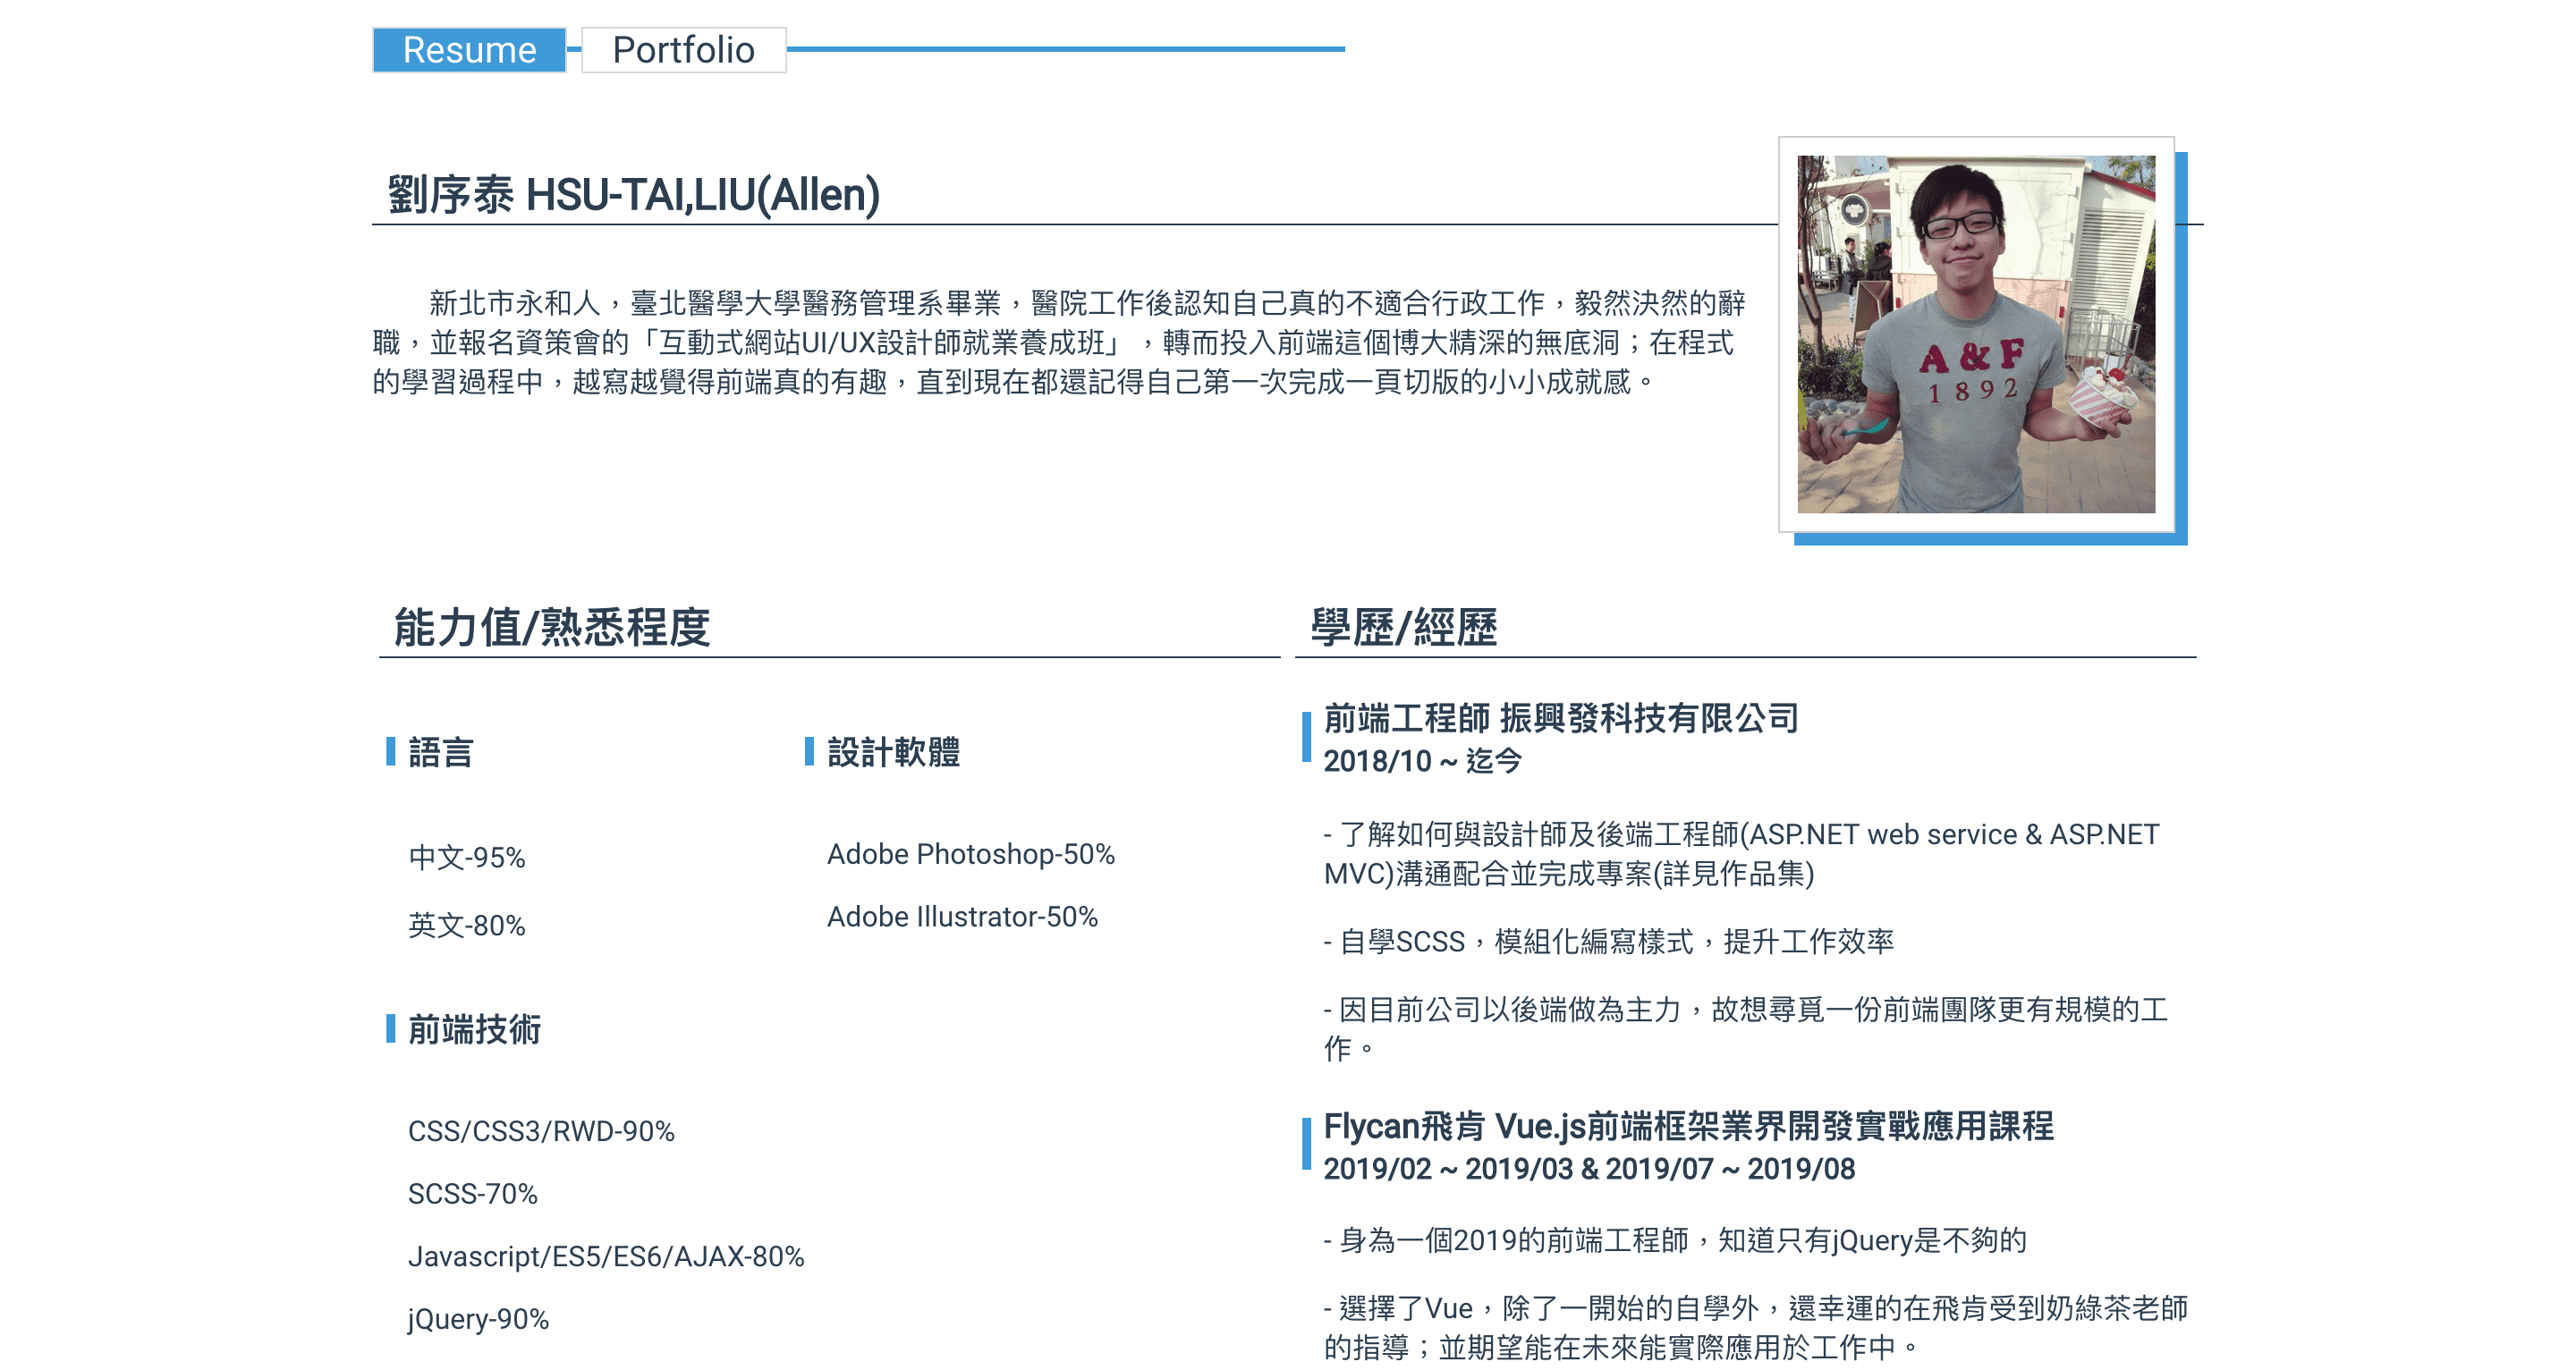 Resume
Portfolio
劉序泰 HSU-TAI,LIU(Allen)
新北市永和人，臺北醫學大學醫務管理系畢業，醫院工作後認知自己真的不適合行政工作，毅然決然的辭
職，並報名資策會的「互動式網站UI/UX設計師就業養成班」，轉而投入前端這個博大精深的無底洞；在程式
的學習過程中，越寫越覺得前端真的有趣，直到現在都還記得自己第一次完成一頁切版的小小成就感。
A & F
1892
能力值/熟悉程度
語言
中文-95%
英文-80%
設計軟體
Adobe Photoshop-50%
Adobe Illustrator-50%
前端技術
CSS/CSS3/RWD-90%
SCSS-70%
Javascript/ES5/ES6/AJAX-80%
jQuery-90%
學歷/經歷
前端工程師 振興發科技有限公司
2018/10 ~ 迄今
- 了解如何與設計師及後端工程師(ASP.NET web service & ASP.NET
MVC)溝通配合並完成專案(詳見作品集)
- 自學SCSS，模組化編寫樣式，提升工作效率
- 因目前公司以後端做為主力，故想尋覓一份前端團隊更有規模的工
作。
Flycan飛肯 Vue.js前端框架業界開發實戰應用課程
2019/02 ~ 2019/03 & 2019/07 ~ 2019/08
- 身為一個2019的前端工程師，知道只有jQuery是不夠的
- 選擇了Vue，除了一開始的自學外，還幸運的在飛肯受到奶綠茶老師
的指導；並期望能在未來能實際應用於工作中。